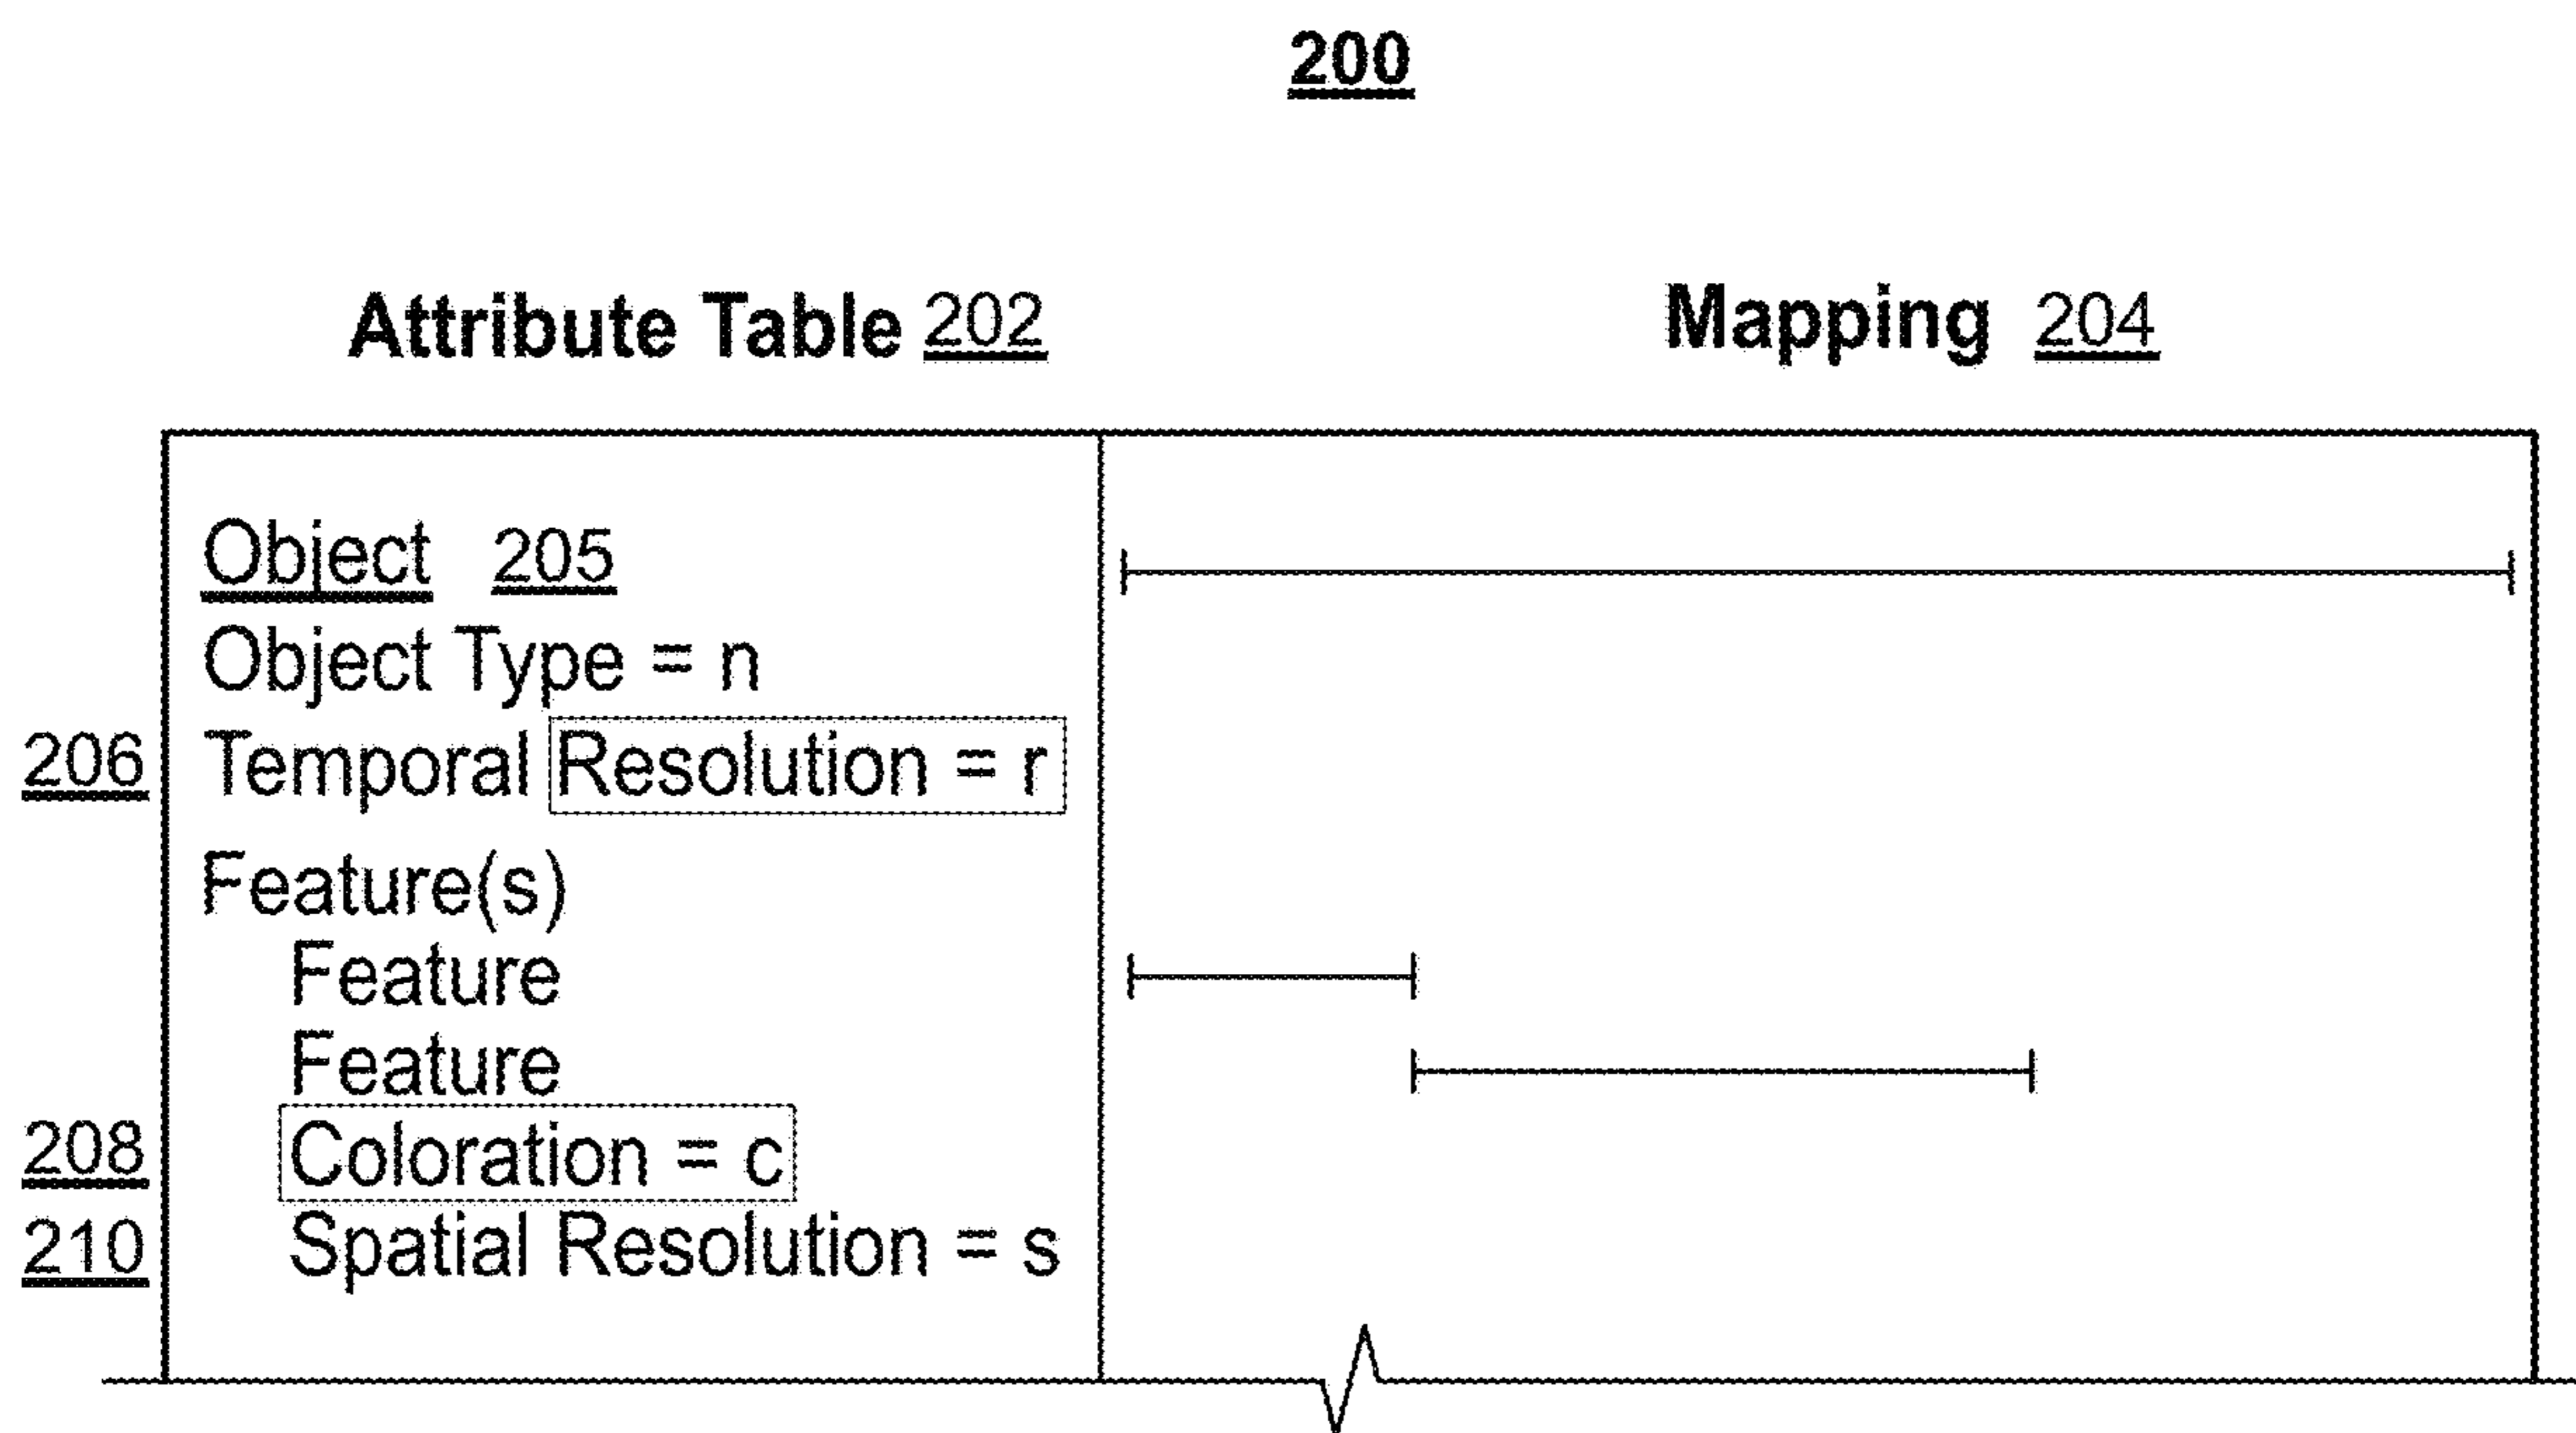 200
Attribute Table 202 Mapping 204
Object 205
Object Type = n
206 Temporal Resolution = r
Feature(s)
Feature
Feature
208 Coloration = c
210 Spatial Resolution = s